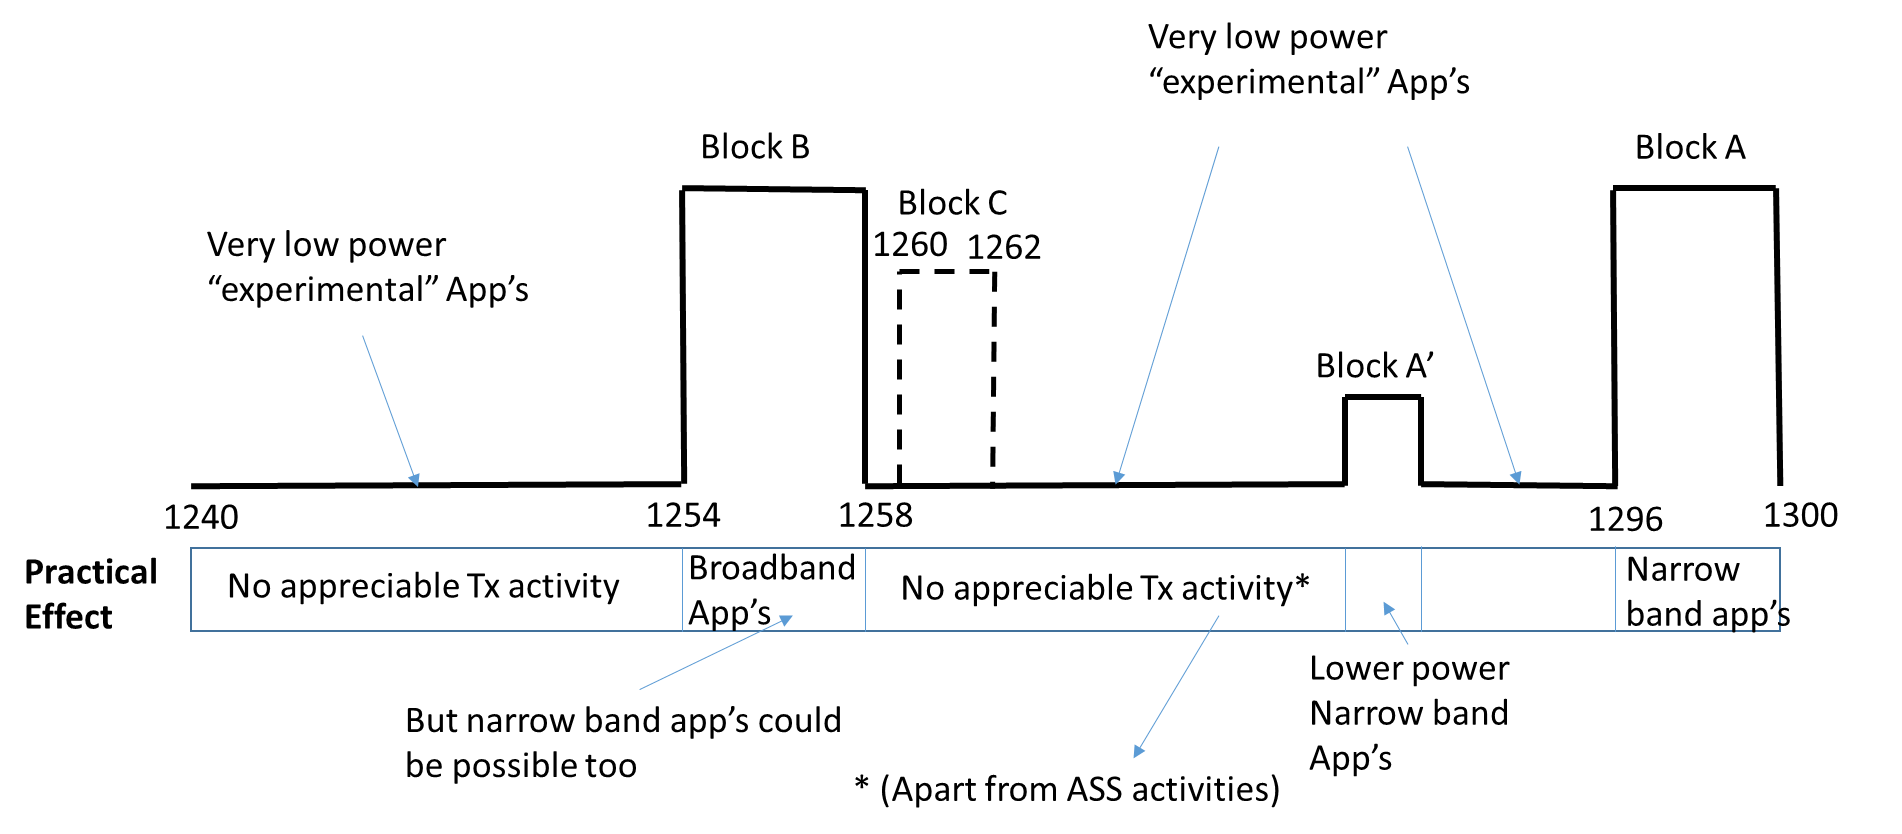 Very low power
“experimental” App’s
Block B
Block A
Block C
1260
1262
Very low power
“experimental” App’s
Block A’
1240
1254
1258
1296
1300
Practical
Effect
No appreciable Tx activity
Broadband
App’s
No appreciable Tx activity*
Narrow
band app’s
But narrow band app’s could
be possible too
Lower power
Narrow band
App’s
* (Apart from ASS activities)